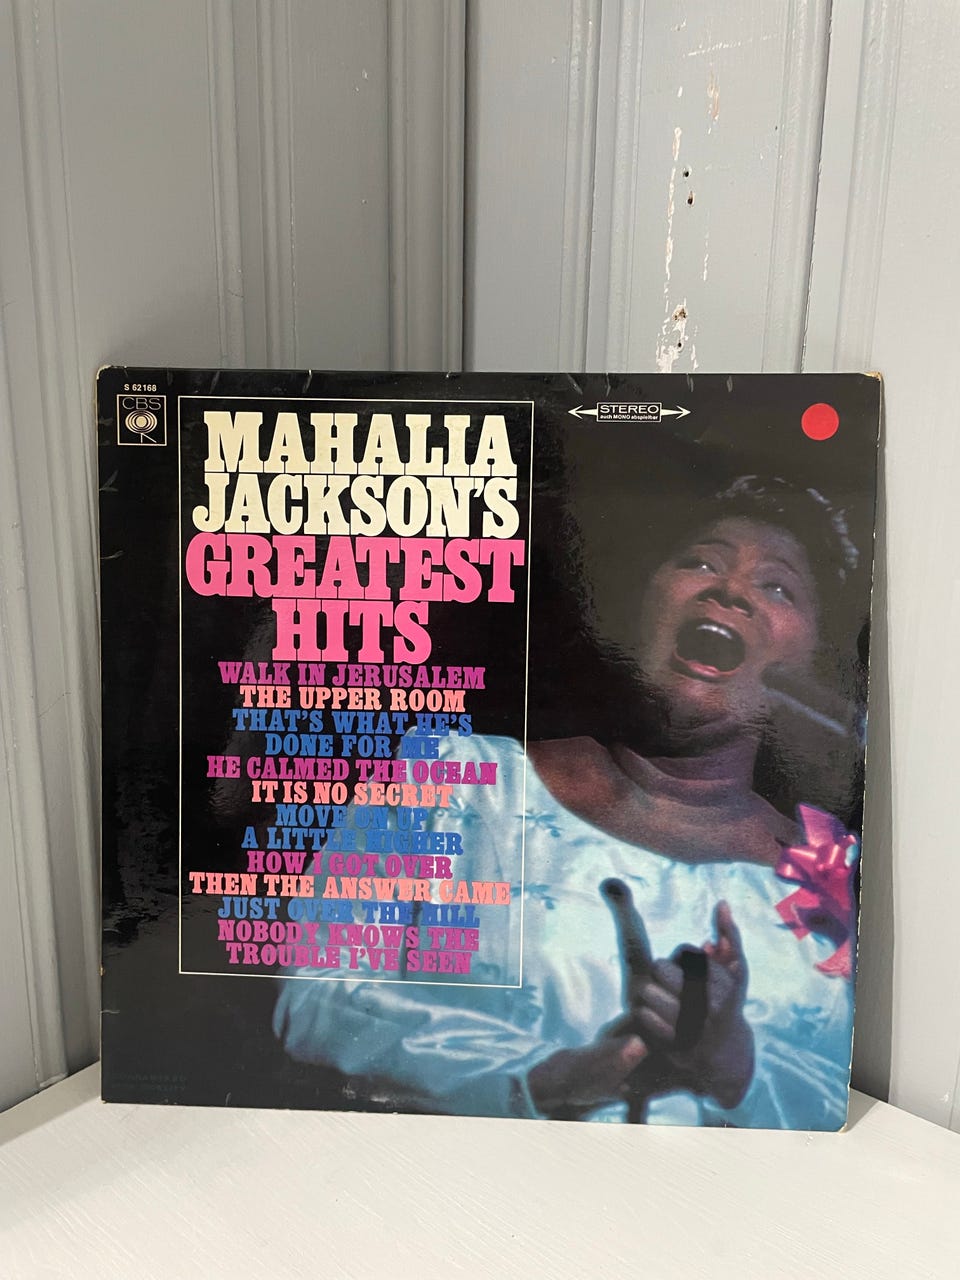 S 62168
CBS
STEREO
auch MONO abspielbar
MAHALIA
JACKSON'S
GREATEST
HITS
WALK IN JERUSALEM
THE UPPER ROOM
THAT'S WHAT HE'S
DONE FOR ME
HE CALMED THE OCEAN
IT IS NO SECRET
MOVE ON UP
A LITTLE HIGHER
HOW I GOT OVER
THEN THE ANSWER CAME
JUST OVER THE HILL
NOBODY KNOWS THE
TROUBLE I'VE SEEN